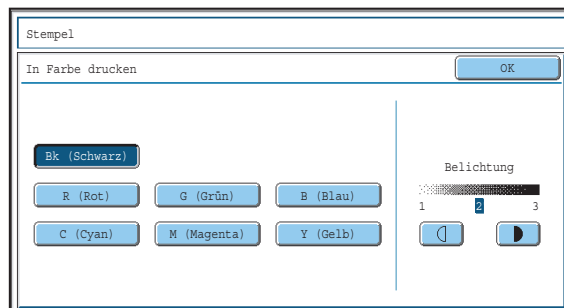 Stempel
In Farbe drucken
OK
Bk (Schwarz)
R (Rot)
G (Grün)
B (Blau)
C (Cyan)
M (Magenta)
Y (Gelb)
Belichtung
1 2 3